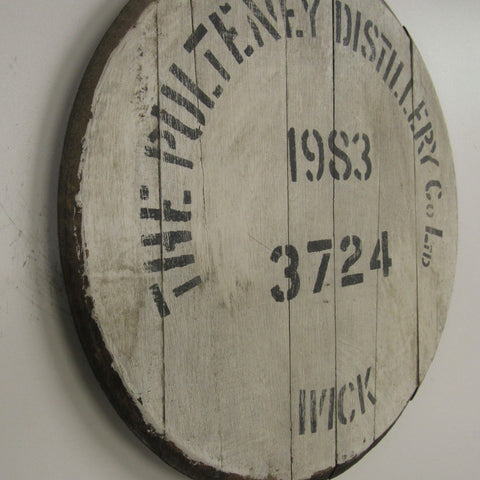 THE PULTENEY DISTILLERY Co LTD
1983
3724
WICK